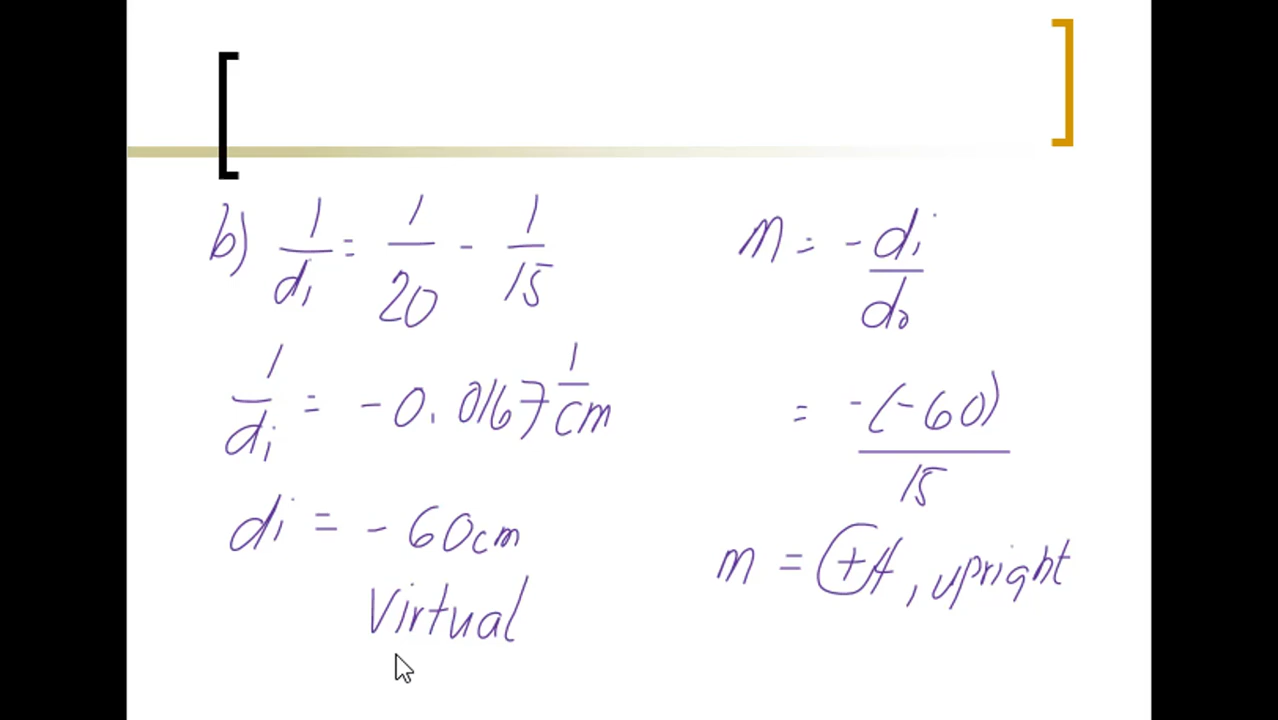 b) 1/di = 1/20 - 1/15
1/di = -0.0167 1/cm
di = -60cm
Virtual
M = -di/do
= -(-60)/15
m = +4, upright